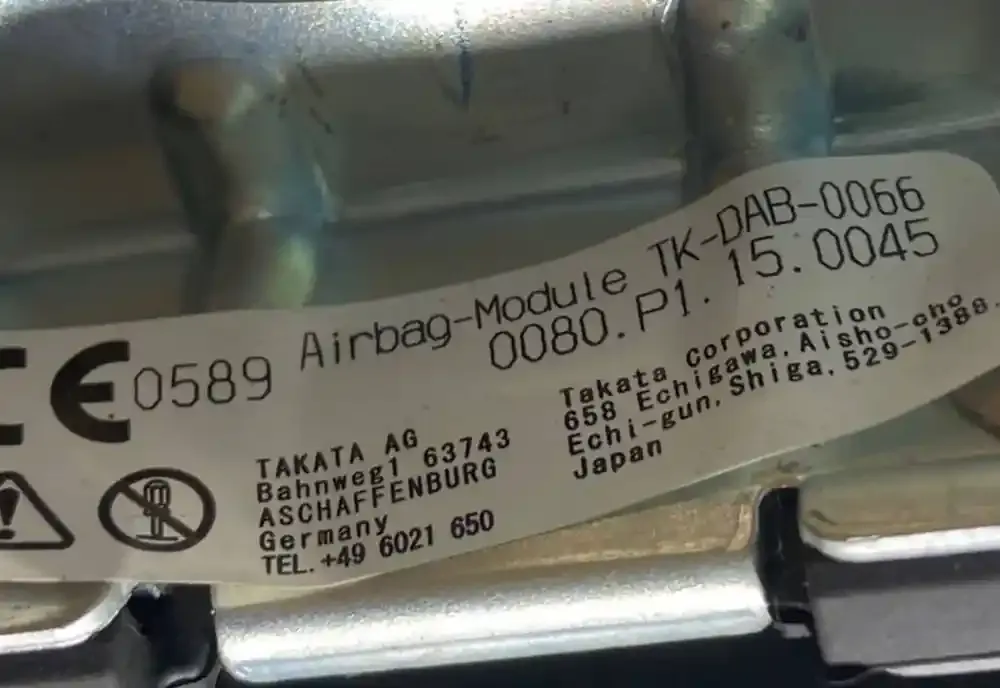 CE 0589
Airbag-Module TK-DAB-0066
0080.P1. 15.0045
TAKATA AG
Bahnweg1 63743
ASCHAFFENBURG
Germany
TEL. +49 6021 650
Takata Corporation
658 Echigawa, Aisho-cho
Echi-gun, Shiga, 529-1388.
Japan